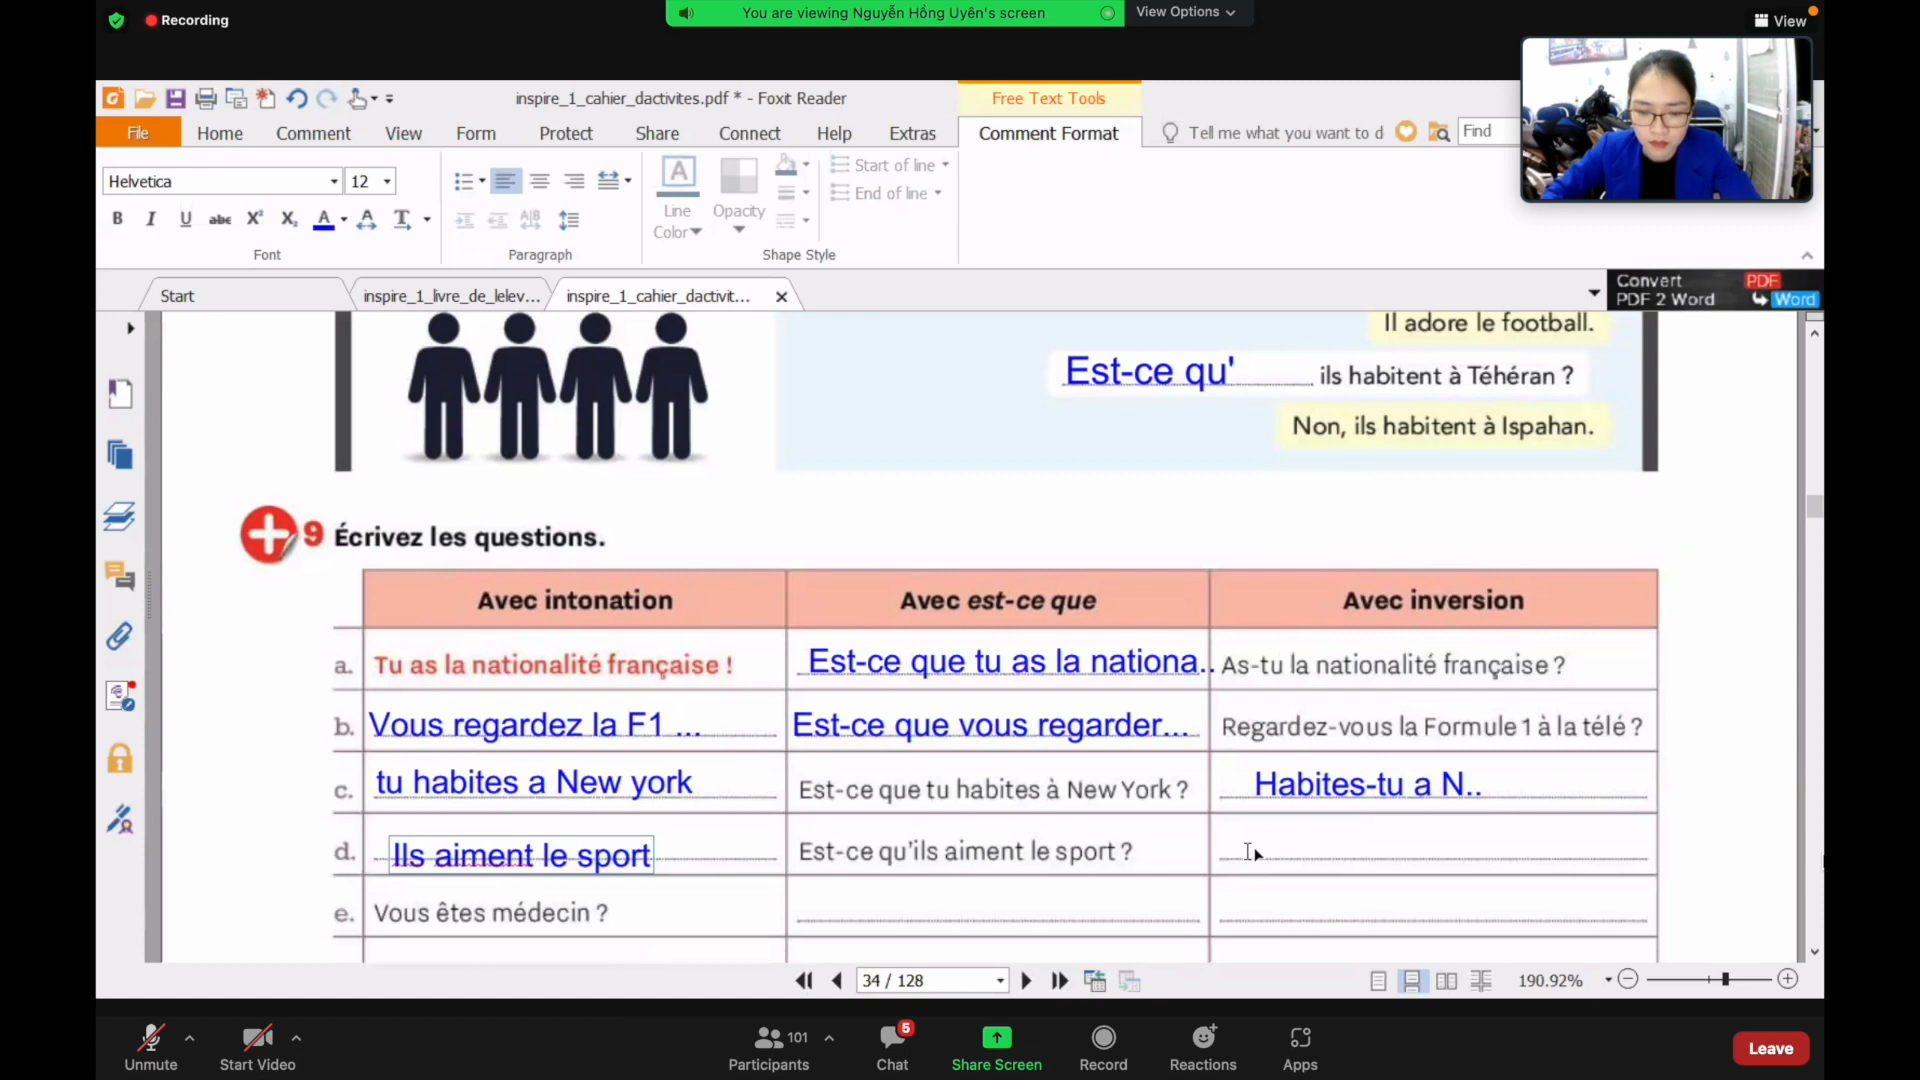 Recording
You are viewing Nguyễn Hồng Uyên's screen
View Options
View
inspire_1_cahier_dactivites.pdf * - Foxit Reader
Free Text Tools
File
Home
Comment
View
Form
Protect
Share
Connect
Help
Extras
Comment Format
Tell me what you want to d
Find
Helvetica
12
Start of line
End of line
Line
Color
Opacity
Font
Paragraph
Shape Style
Start
inspire_1_livre_de_lelev...
inspire_1_cahier_dactivit...
Convert PDF
PDF 2 Word Word
Il adore le football.
Est-ce qu' ils habitent à Téhéran ?
Non, ils habitent à Ispahan.
9 Écrivez les questions.
Avec intonation Avec est-ce que Avec inversion
a. Tu as la nationalité française ! Est-ce que tu as la nationa.. As-tu la nationalité française ?
b. Vous regardez la F1 ... Est-ce que vous regarder... Regardez-vous la Formule 1 à la télé ?
c. tu habites a New york Est-ce que tu habites à New York ? Habites-tu a N..
d. Ils aiment le sport Est-ce qu'ils aiment le sport ?
e. Vous êtes médecin ?
34 / 128
190.92%
Unmute
Start Video
Participants 101
Chat 5
Share Screen
Record
Reactions
Apps
Leave